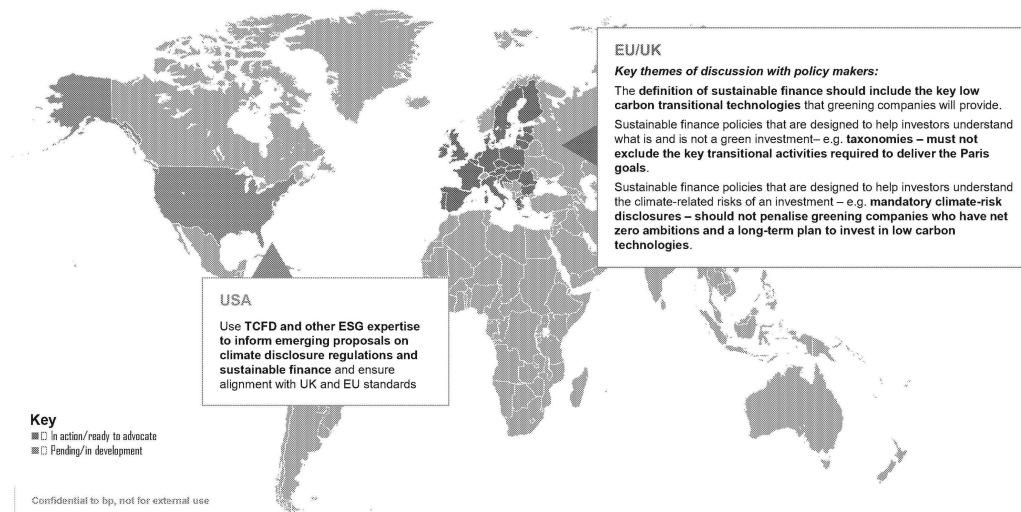 EU/UK
Key themes of discussion with policy makers:
The definition of sustainable finance should include the key low
carbon transitional technologies that greening companies will provide.
Sustainable finance policies that are designed to help investors understand
what is and is not a green investment– e.g. taxonomies – must not
exclude the key transitional activities required to deliver the Paris
goals.
Sustainable finance policies that are designed to help investors understand
the climate-related risks of an investment – e.g. mandatory climate-risk
disclosures – should not penalise greening companies who have net
zero ambitions and a long-term plan to invest in low carbon
technologies.
USA
Use TCFD and other ESG expertise
to inform emerging proposals on
climate disclosure regulations and
sustainable finance and ensure
alignment with UK and EU standards
Key
In action/ready to advocate
Pending/in development
Confidential to bp, not for external use